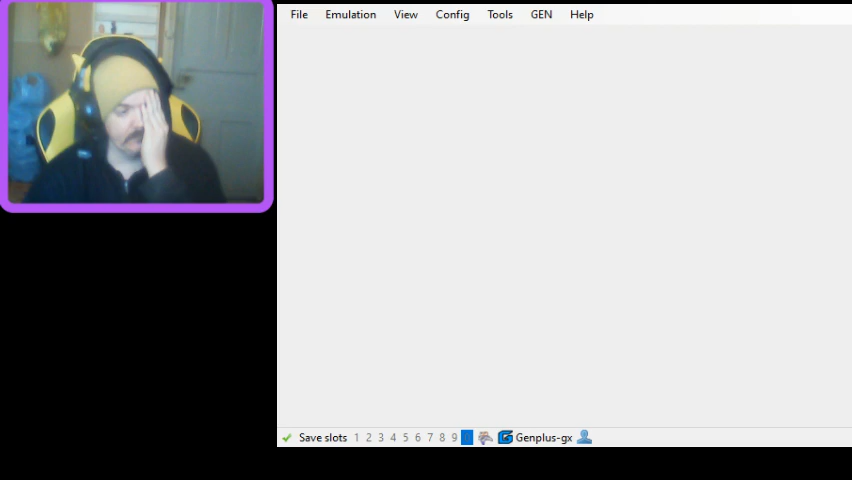 File Emulation View Config Tools GEN Help
Save slots 1 2 3 4 5 6 7 8 9 Genplus-gx